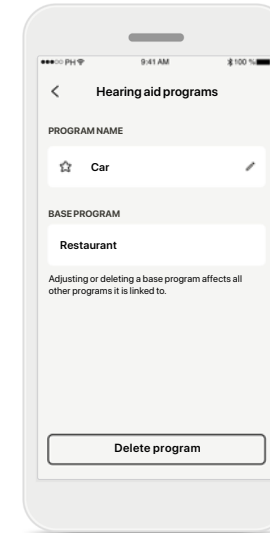 PH 9:41 AM 100 %
Hearing aid programs
PROGRAM NAME
Car
BASE PROGRAM
Restaurant
Adjusting or deleting a base program affects all
other programs it is linked to.
Delete program